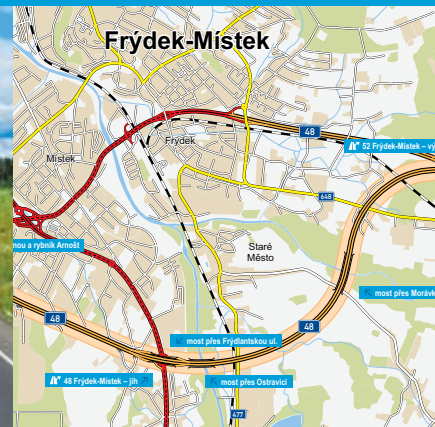 Frýdek-Místek
48
Frýdek
52 Frýdek-Místek – vý
Místek
648
nou a rybník Arnošt
Staré
Město
most přes Morávk
48
48
most přes Frýdlantskou ul.
48 Frýdek-Místek – jih
most přes Ostravici
477